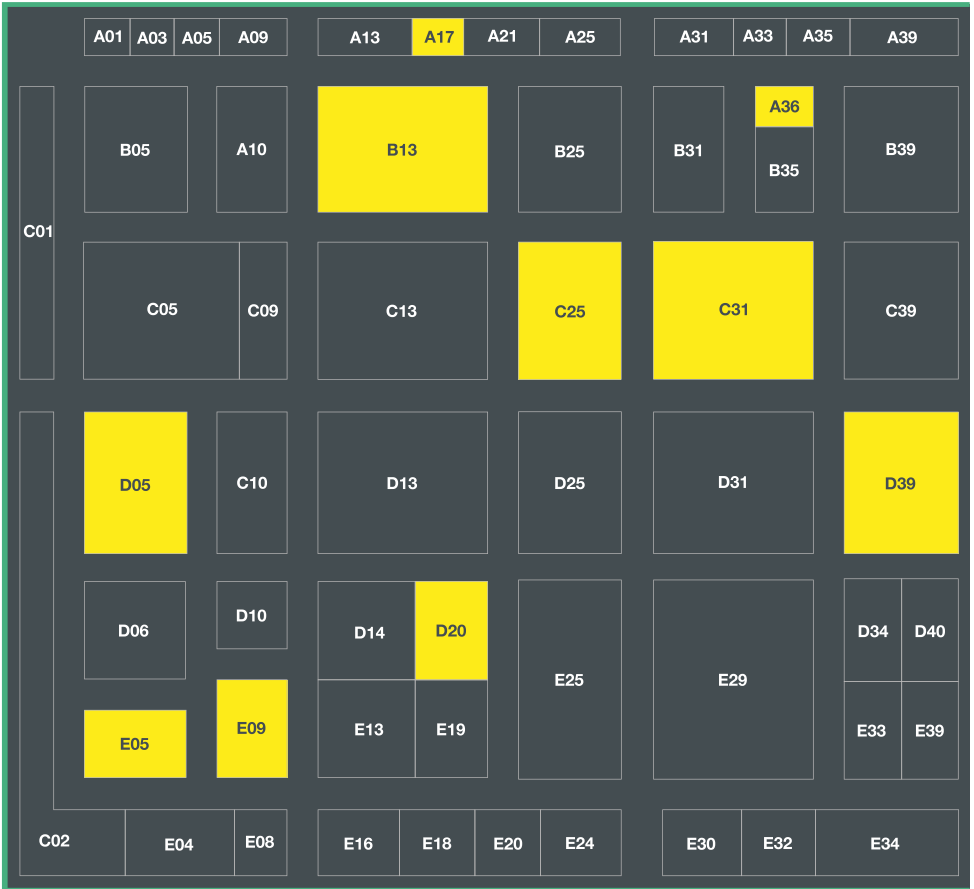 A01 A03 A05 A09 A13 A17 A21 A25 A31 A33 A35 A39
A36
B05 A10 B13 B25 B31 B39
B35
C01
C05 C09 C13 C25 C31 C39
D05 C10 D13 D25 D31 D39
D06 D10 D14 D20 D34 D40
E25 E29
E05 E09 E13 E19 E33 E39
C02 E04 E08 E16 E18 E20 E24 E30 E32 E34